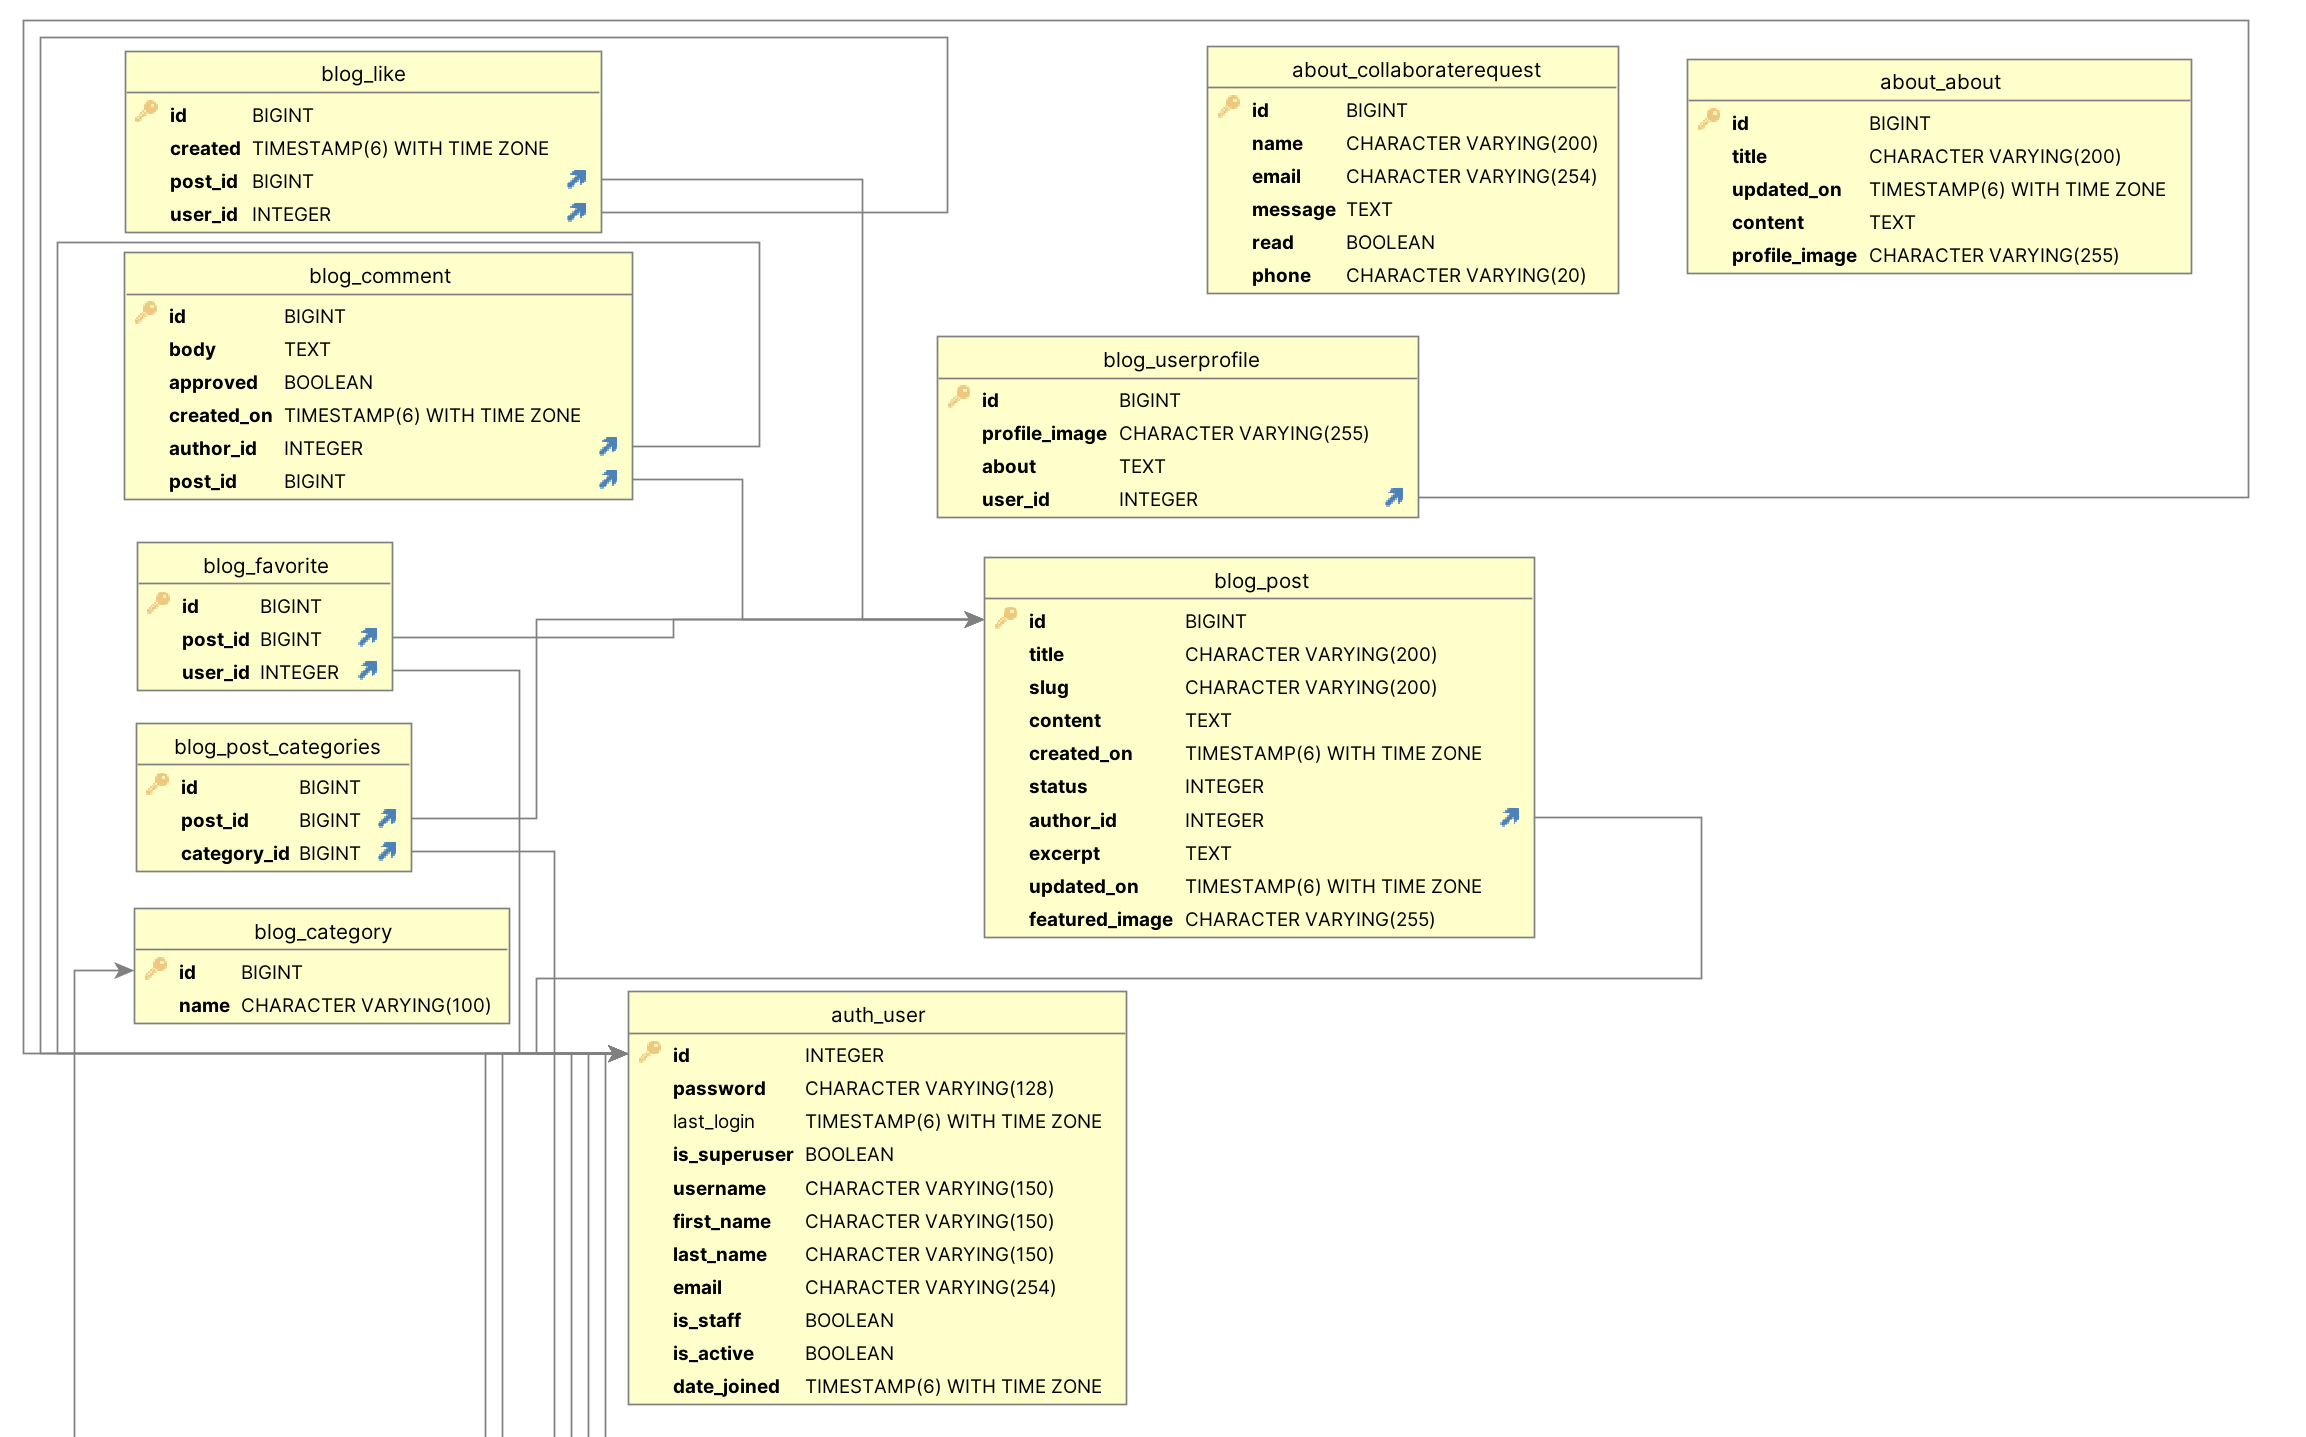 blog_like
id BIGINT
created TIMESTAMP(6) WITH TIME ZONE
post_id BIGINT
user_id INTEGER
about_collaboraterequest
id BIGINT
name CHARACTER VARYING(200)
email CHARACTER VARYING(254)
message TEXT
read BOOLEAN
phone CHARACTER VARYING(20)
about_about
id BIGINT
title CHARACTER VARYING(200)
updated_on TIMESTAMP(6) WITH TIME ZONE
content TEXT
profile_image CHARACTER VARYING(255)
blog_comment
id BIGINT
body TEXT
approved BOOLEAN
created_on TIMESTAMP(6) WITH TIME ZONE
author_id INTEGER
post_id BIGINT
blog_userprofile
id BIGINT
profile_image CHARACTER VARYING(255)
about TEXT
user_id INTEGER
blog_favorite
id BIGINT
post_id BIGINT
user_id INTEGER
blog_post
id BIGINT
title CHARACTER VARYING(200)
slug CHARACTER VARYING(200)
content TEXT
created_on TIMESTAMP(6) WITH TIME ZONE
status INTEGER
author_id INTEGER
excerpt TEXT
updated_on TIMESTAMP(6) WITH TIME ZONE
featured_image CHARACTER VARYING(255)
blog_post_categories
id BIGINT
post_id BIGINT
category_id BIGINT
blog_category
id BIGINT
name CHARACTER VARYING(100)
auth_user
id INTEGER
password CHARACTER VARYING(128)
last_login TIMESTAMP(6) WITH TIME ZONE
is_superuser BOOLEAN
username CHARACTER VARYING(150)
first_name CHARACTER VARYING(150)
last_name CHARACTER VARYING(150)
email CHARACTER VARYING(254)
is_staff BOOLEAN
is_active BOOLEAN
date_joined TIMESTAMP(6) WITH TIME ZONE